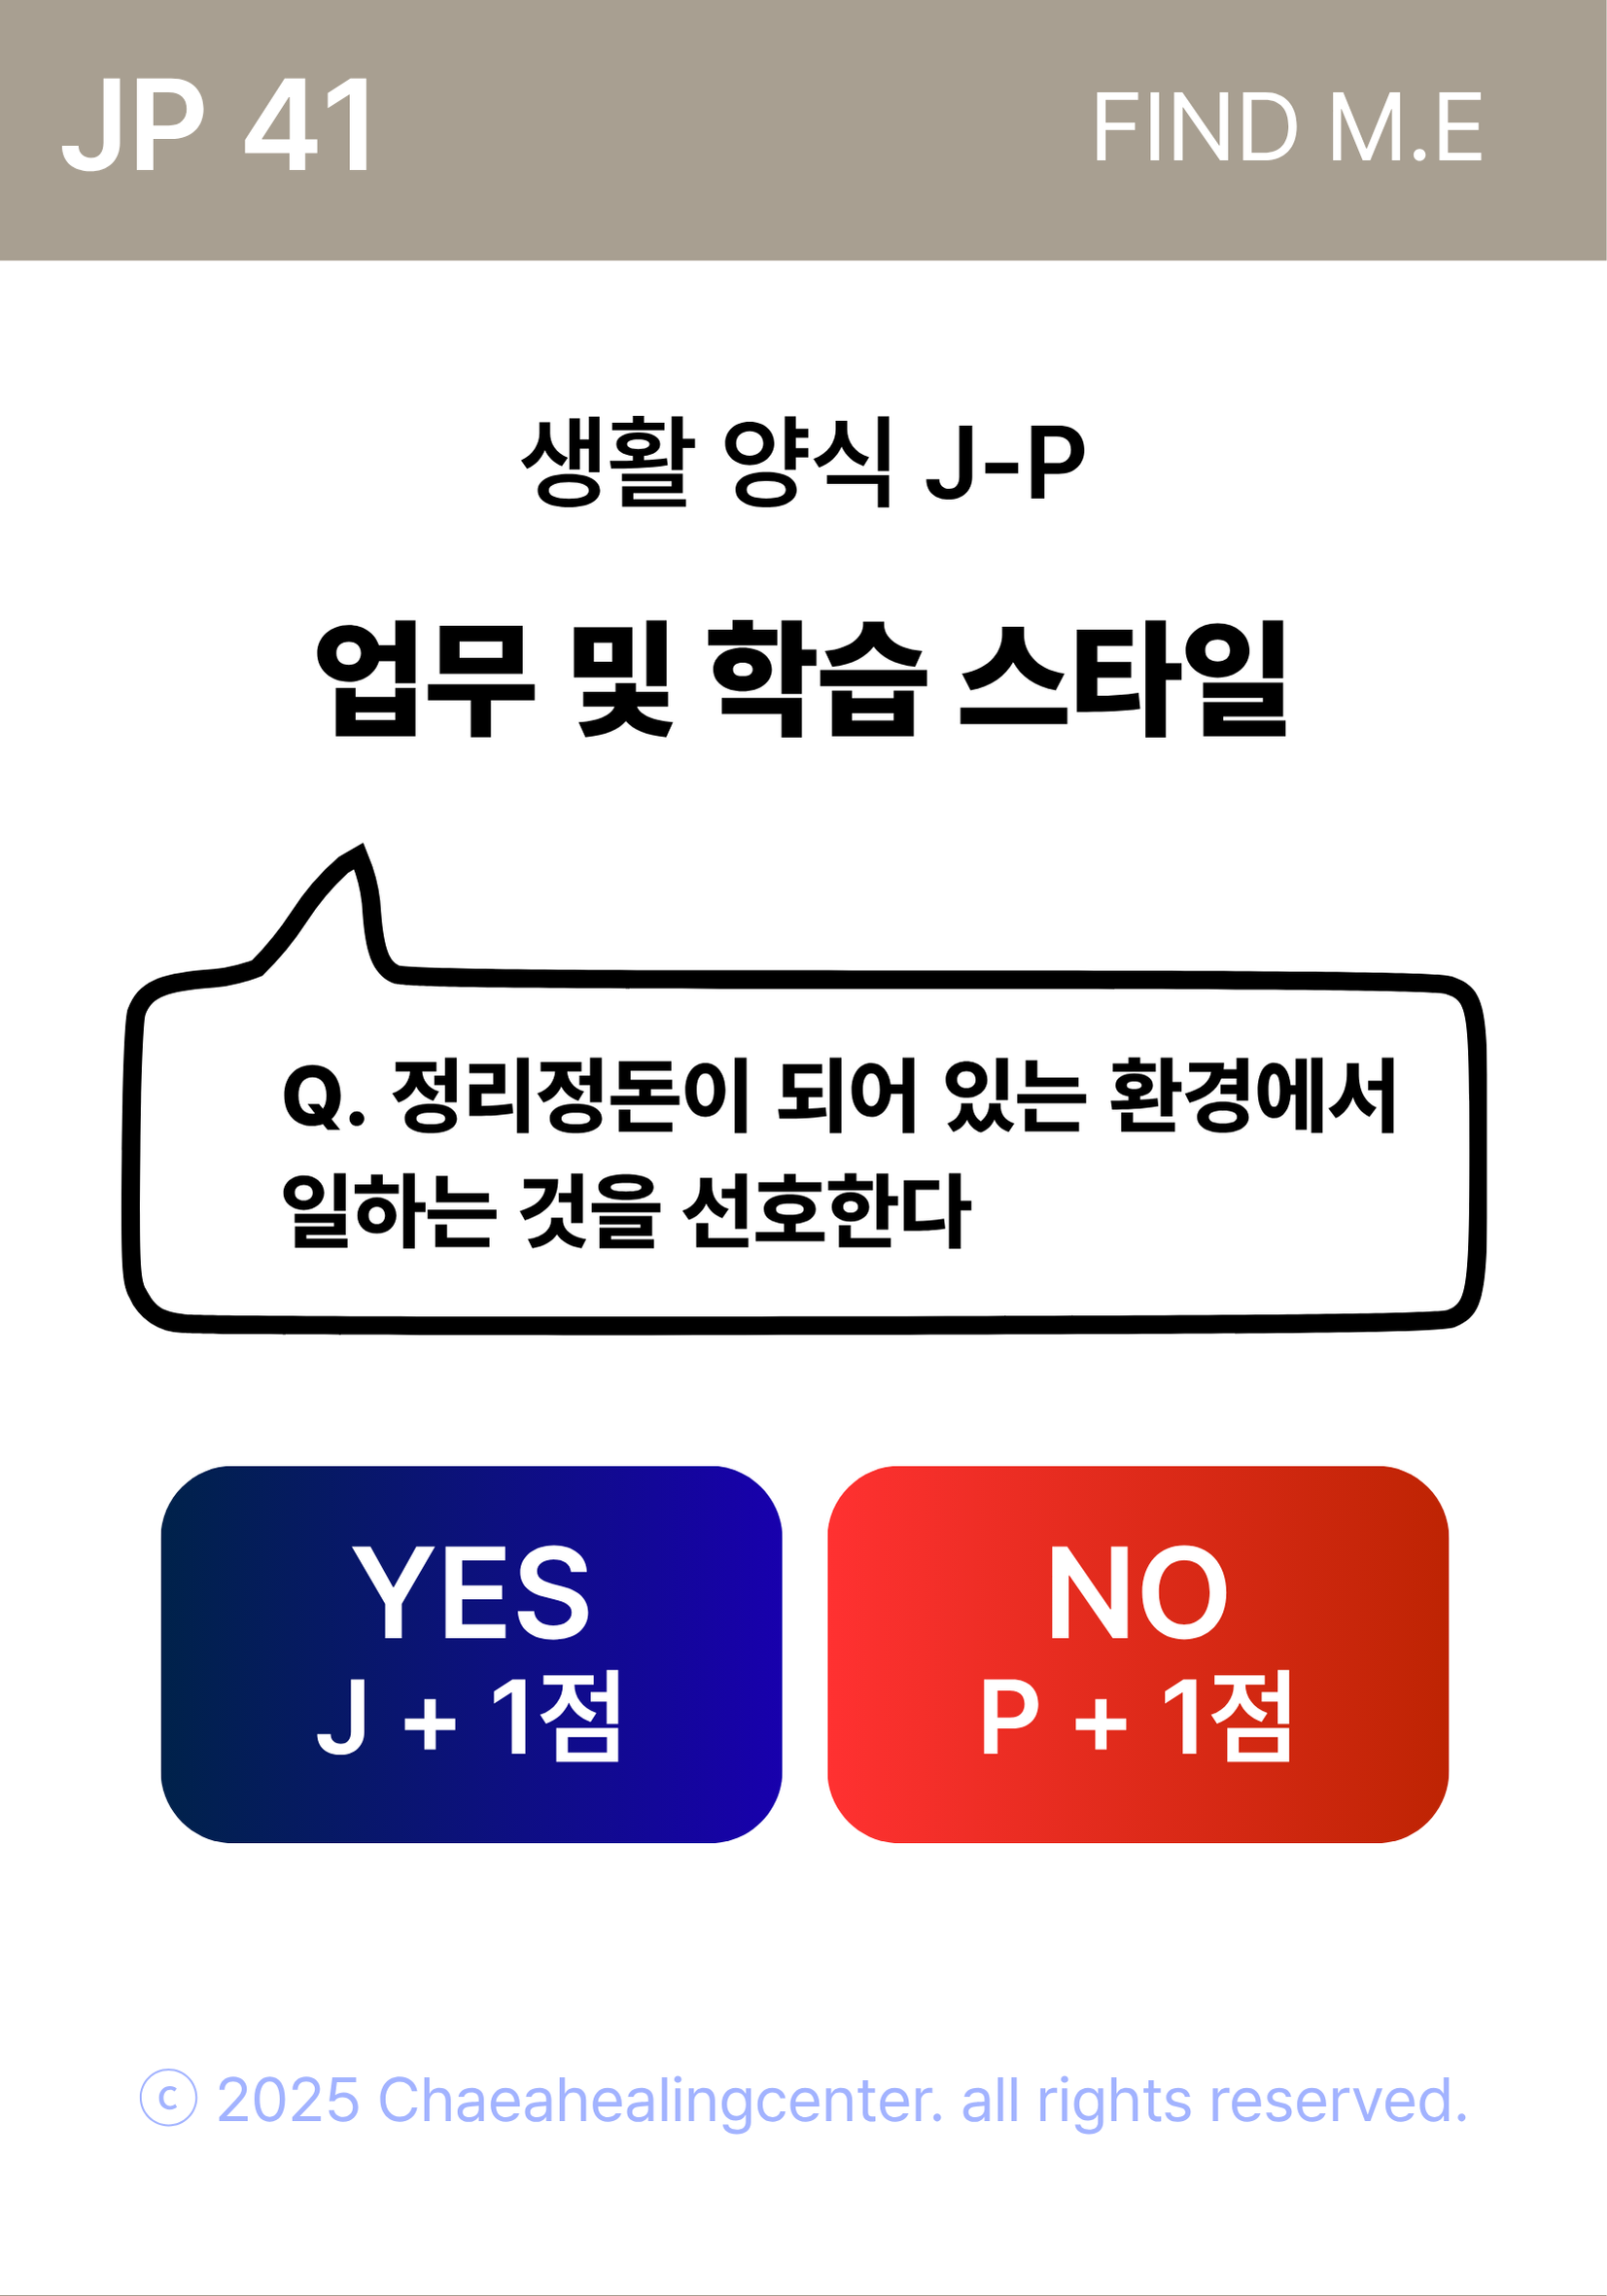 JP 41
FIND M.E
생활 양식 J-P
업무 및 학습 스타일
Q. 정리정돈이 되어 있는 환경에서
일하는 것을 선호한다
YES
J + 1점
NO
P + 1점
© 2025 Chaeahealingcenter. all rights reserved.